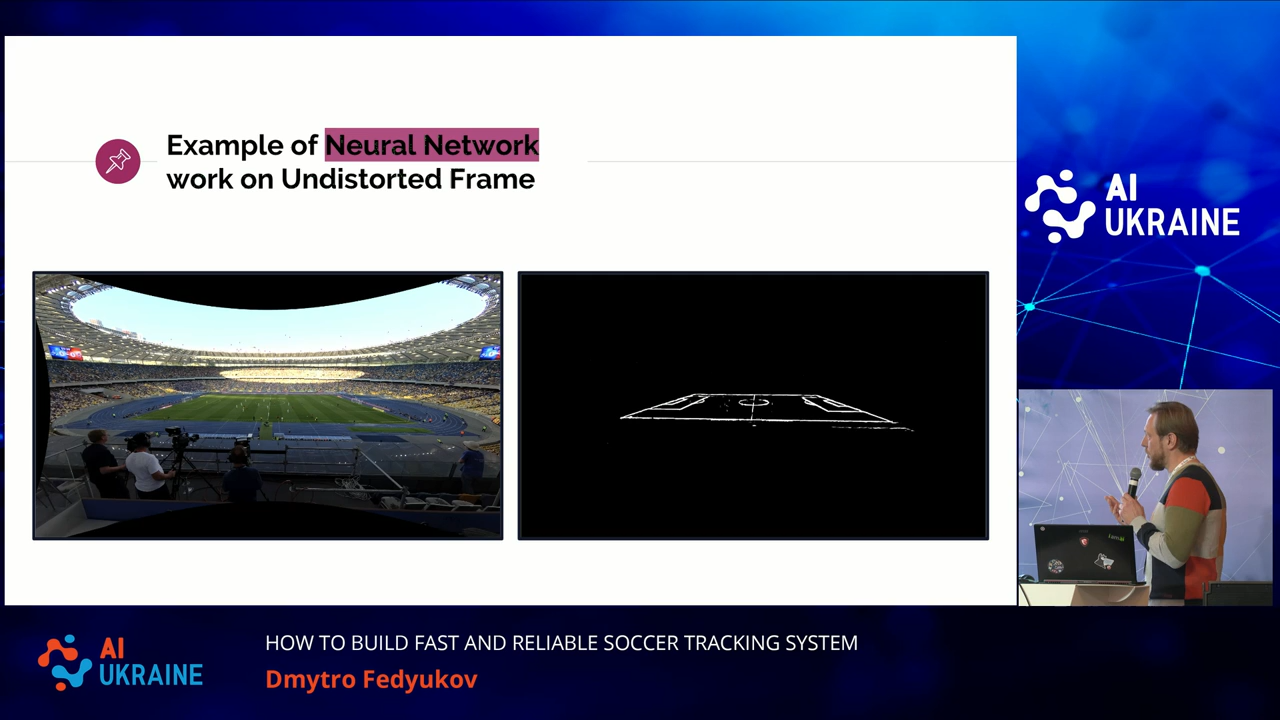 Example of Neural Network
work on Undistorted Frame
AI
UKRAINE
AI
UKRAINE
HOW TO BUILD FAST AND RELIABLE SOCCER TRACKING SYSTEM
Dmytro Fedyukov